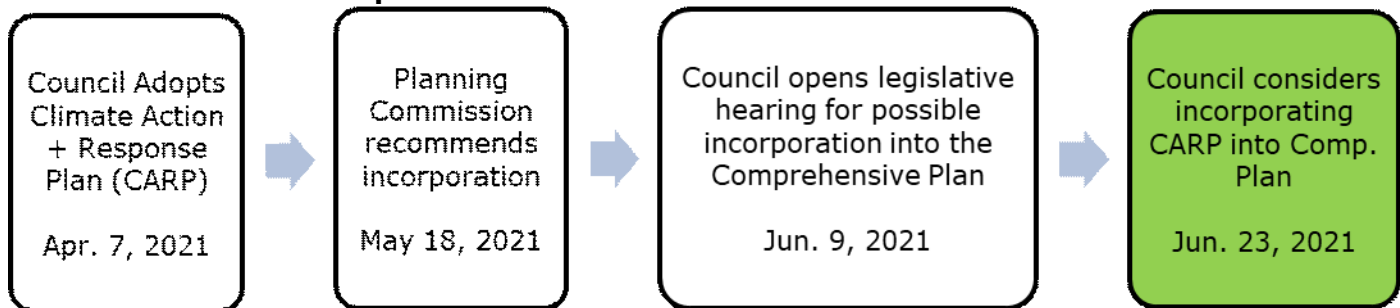 Council Adopts
Climate Action
+ Response
Plan (CARP)
Apr. 7, 2021
Planning
Commission
recommends
incorporation
May 18, 2021
Council opens legislative
hearing for possible
incorporation into the
Comprehensive Plan
Jun. 9, 2021
Council considers
incorporating
CARP into Comp.
Plan
Jun. 23, 2021